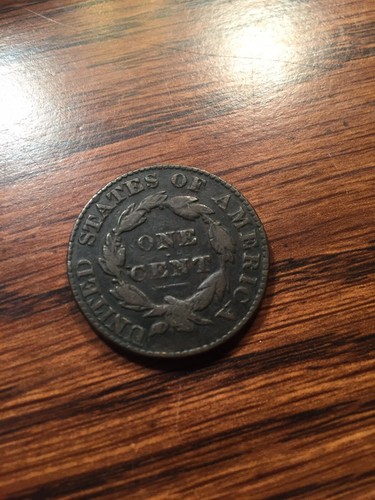 UNITED STATES OF AMERICA
ONE
CENT